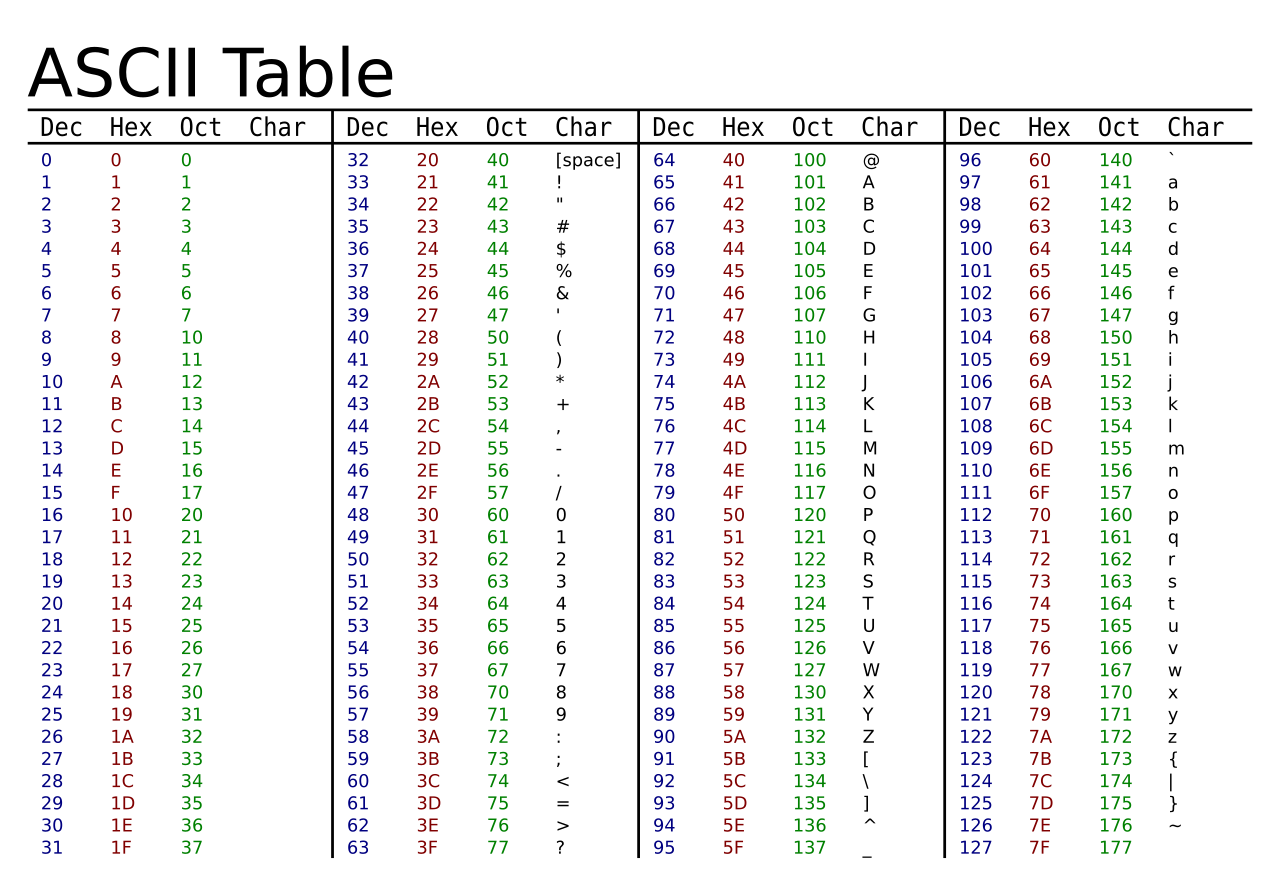 ASCII Table
Dec Hex Oct Char Dec Hex Oct Char Dec Hex Oct Char Dec Hex Oct Char
0 0 0 32 20 40 [space] 64 40 100 @ 96 60 140 `
1 1 1 33 21 41 ! 65 41 101 A 97 61 141 a
2 2 2 34 22 42 " 66 42 102 B 98 62 142 b
3 3 3 35 23 43 # 67 43 103 C 99 63 143 c
4 4 4 36 24 44 $ 68 44 104 D 100 64 144 d
5 5 5 37 25 45 % 69 45 105 E 101 65 145 e
6 6 6 38 26 46 & 70 46 106 F 102 66 146 f
7 7 7 39 27 47 ' 71 47 107 G 103 67 147 g
8 8 10 40 28 50 ( 72 48 110 H 104 68 150 h
9 9 11 41 29 51 ) 73 49 111 I 105 69 151 i
10 A 12 42 2A 52 * 74 4A 112 J 106 6A 152 j
11 B 13 43 2B 53 + 75 4B 113 K 107 6B 153 k
12 C 14 44 2C 54 , 76 4C 114 L 108 6C 154 l
13 D 15 45 2D 55 - 77 4D 115 M 109 6D 155 m
14 E 16 46 2E 56 . 78 4E 116 N 110 6E 156 n
15 F 17 47 2F 57 / 79 4F 117 O 111 6F 157 o
16 10 20 48 30 60 0 80 50 120 P 112 70 160 p
17 11 21 49 31 61 1 81 51 121 Q 113 71 161 q
18 12 22 50 32 62 2 82 52 122 R 114 72 162 r
19 13 23 51 33 63 3 83 53 123 S 115 73 163 s
20 14 24 52 34 64 4 84 54 124 T 116 74 164 t
21 15 25 53 35 65 5 85 55 125 U 117 75 165 u
22 16 26 54 36 66 6 86 56 126 V 118 76 166 v
23 17 27 55 37 67 7 87 57 127 W 119 77 167 w
24 18 30 56 38 70 8 88 58 130 X 120 78 170 x
25 19 31 57 39 71 9 89 59 131 Y 121 79 171 y
26 1A 32 58 3A 72 : 90 5A 132 Z 122 7A 172 z
27 1B 33 59 3B 73 ; 91 5B 133 [ 123 7B 173 {
28 1C 34 60 3C 74 < 92 5C 134 \ 124 7C 174 |
29 1D 35 61 3D 75 = 93 5D 135 ] 125 7D 175 }
30 1E 36 62 3E 76 > 94 5E 136 ^ 126 7E 176 ~
31 1F 37 63 3F 77 ? 95 5F 137 _ 127 7F 177